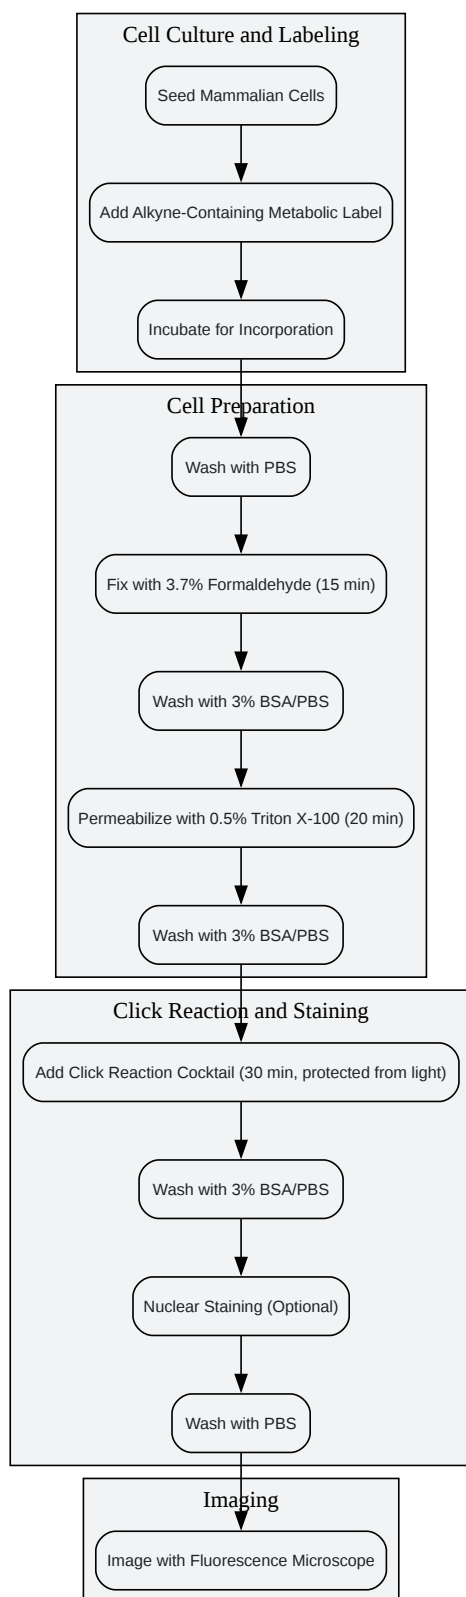 Cell Culture and Labeling
Seed Mammalian Cells
Add Alkyne-Containing Metabolic Label
Incubate for Incorporation
Cell Preparation
Wash with PBS
Fix with 3.7% Formaldehyde (15 min)
Wash with 3% BSA/PBS
Permeabilize with 0.5% Triton X-100 (20 min)
Wash with 3% BSA/PBS
Click Reaction and Staining
Add Click Reaction Cocktail (30 min, protected from light)
Wash with 3% BSA/PBS
Nuclear Staining (Optional)
Wash with PBS
Imaging
Image with Fluorescence Microscope